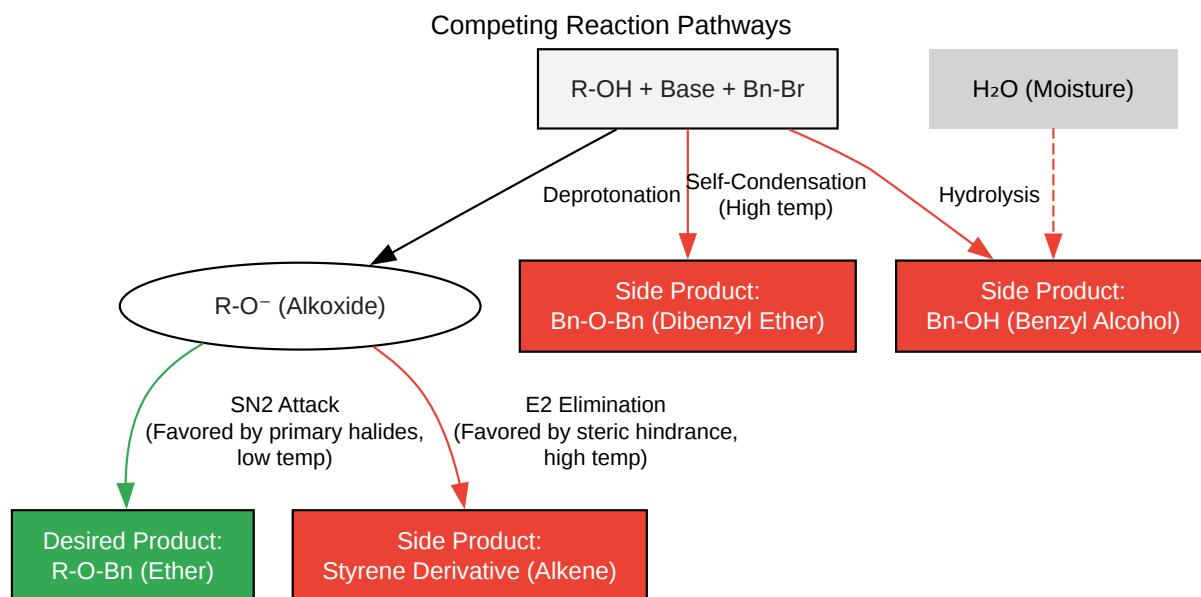 Competing Reaction Pathways
R-OH + Base + Bn-Br
H₂O (Moisture)
Deprotonation
Self-Condensation
(High temp)
Hydrolysis
R-O⁻ (Alkoxide)
Side Product:
Bn-O-Bn (Dibenzyl Ether)
Side Product:
Bn-OH (Benzyl Alcohol)
SN2 Attack
(Favored by primary halides,
low temp)
E2 Elimination
(Favored by steric hindrance,
high temp)
Desired Product:
R-O-Bn (Ether)
Side Product:
Styrene Derivative (Alkene)